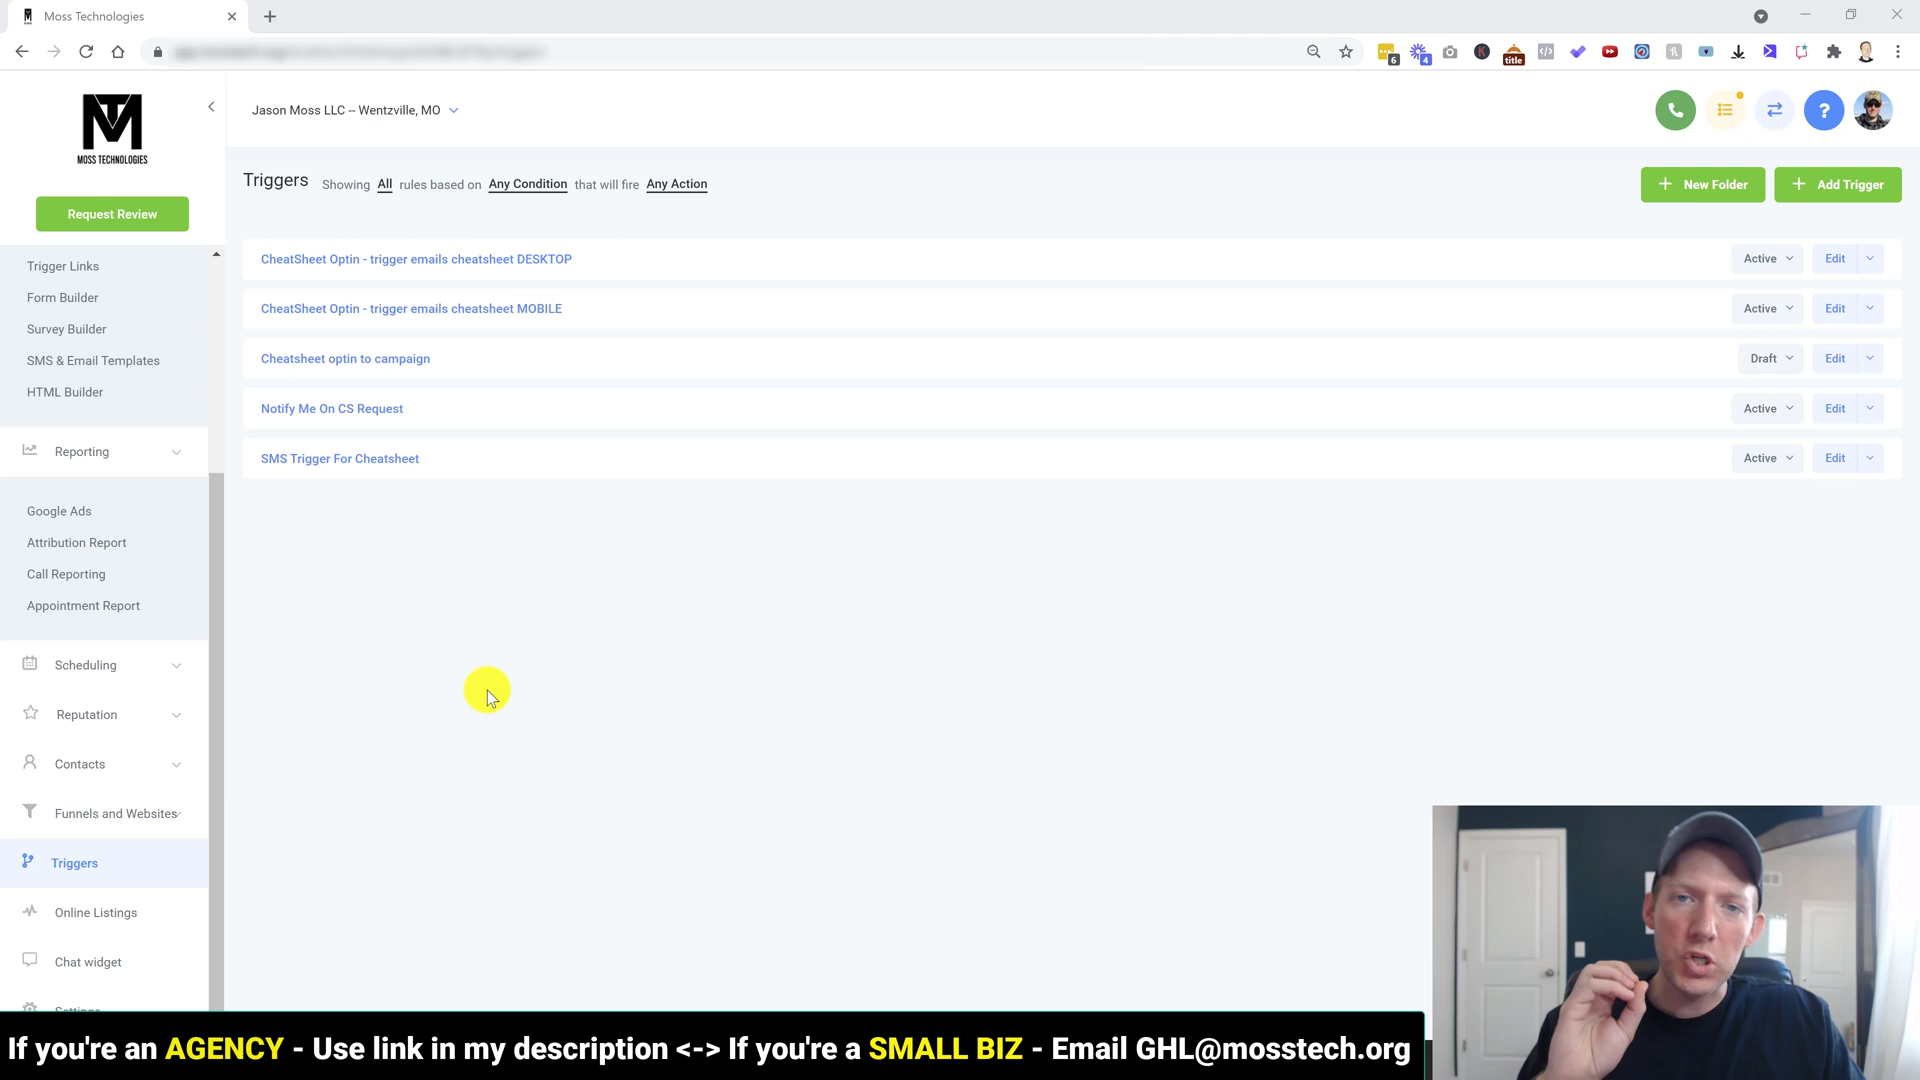 Moss Technologies
6
4
title
MOSS TECHNOLOGIES
Jason Moss LLC -- Wentzville, MO
?
Request Review
Triggers Showing All rules based on Any Condition that will fire Any Action
New Folder
Add Trigger
Trigger Links
Form Builder
Survey Builder
SMS & Email Templates
HTML Builder
Reporting
Google Ads
Attribution Report
Call Reporting
Appointment Report
Scheduling
Reputation
Contacts
Funnels and Websites
Triggers
Online Listings
Chat widget
Settings
CheatSheet Optin - trigger emails cheatsheet DESKTOP Active Edit
CheatSheet Optin - trigger emails cheatsheet MOBILE Active Edit
Cheatsheet optin to campaign Draft Edit
Notify Me On CS Request Active Edit
SMS Trigger For Cheatsheet Active Edit
If you're an AGENCY - Use link in my description <-> If you're a SMALL BIZ - Email GHL@mosstech.org